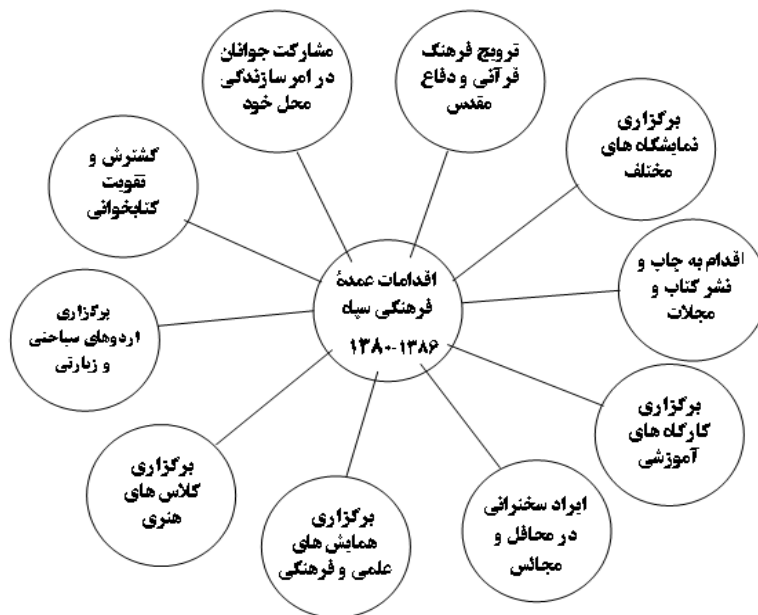 مشارکت جوانان
در امر سازندگی
محل خود
ترویج فرهنگ
قرآنی و دفاع
مقدس
برگزاری
نمایشگاه های
مختلف
گسترش و
تقویت
کتابخوانی
اقدامات عمدهٔ
فرهنگی سپاه
۱۳۸۰-۱۳۸۶
اقدام به چاپ و
نشر کتاب و
مجلات
برگزاری
اردوهای سیاحتی
و زیارتی
برگزاری
کارگاه های
آموزشی
برگزاری
کلاس های
هنری
برگزاری
همایش های
علمی و فرهنگی
ایراد سخنرانی
در محافل و
مجالس